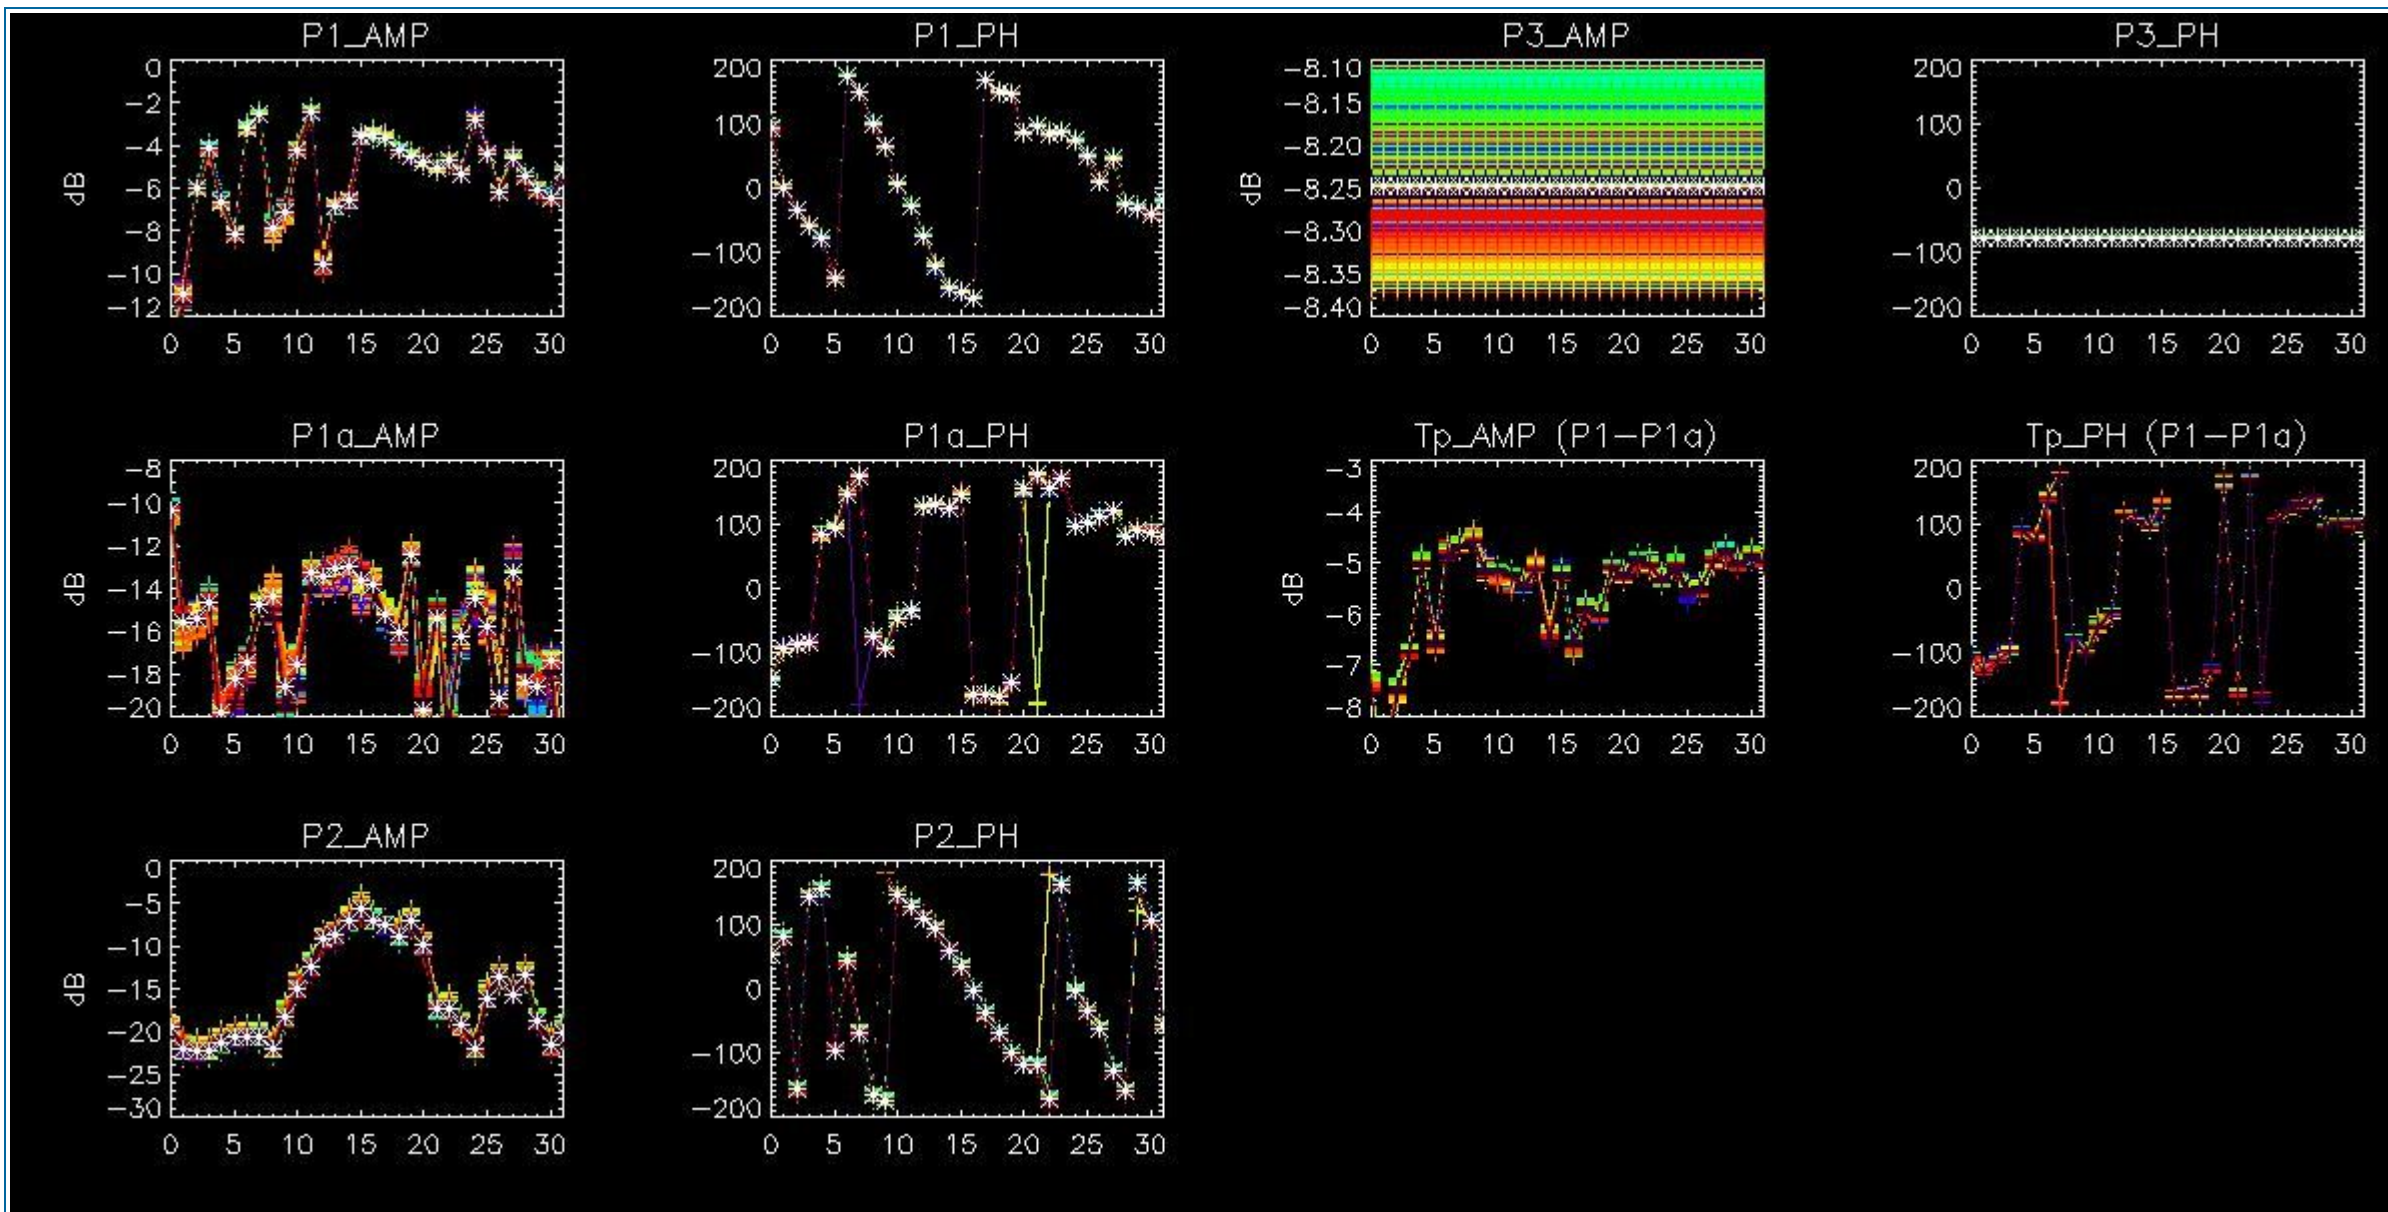 P1_AMP
0
−2
−4
−6
−8
−10
−12
dB
0 5 10 15 20 25 30
P1_PH
200
100
0
−100
−200
0 5 10 15 20 25 30
P3_AMP
−8.10
−8.15
−8.20
−8.25
−8.30
−8.35
−8.40
dB
0 5 10 15 20 25 30
P3_PH
200
100
0
−100
−200
0 5 10 15 20 25 30
P1a_AMP
−8
−10
−12
−14
−16
−18
−20
dB
0 5 10 15 20 25 30
P1a_PH
200
100
0
−100
−200
0 5 10 15 20 25 30
Tp_AMP (P1−P1a)
−3
−4
−5
−6
−7
−8
dB
0 5 10 15 20 25 30
Tp_PH (P1−P1a)
200
100
0
−100
−200
0 5 10 15 20 25 30
P2_AMP
0
−5
−10
−15
−20
−25
−30
dB
0 5 10 15 20 25 30
P2_PH
200
100
0
−100
−200
0 5 10 15 20 25 30